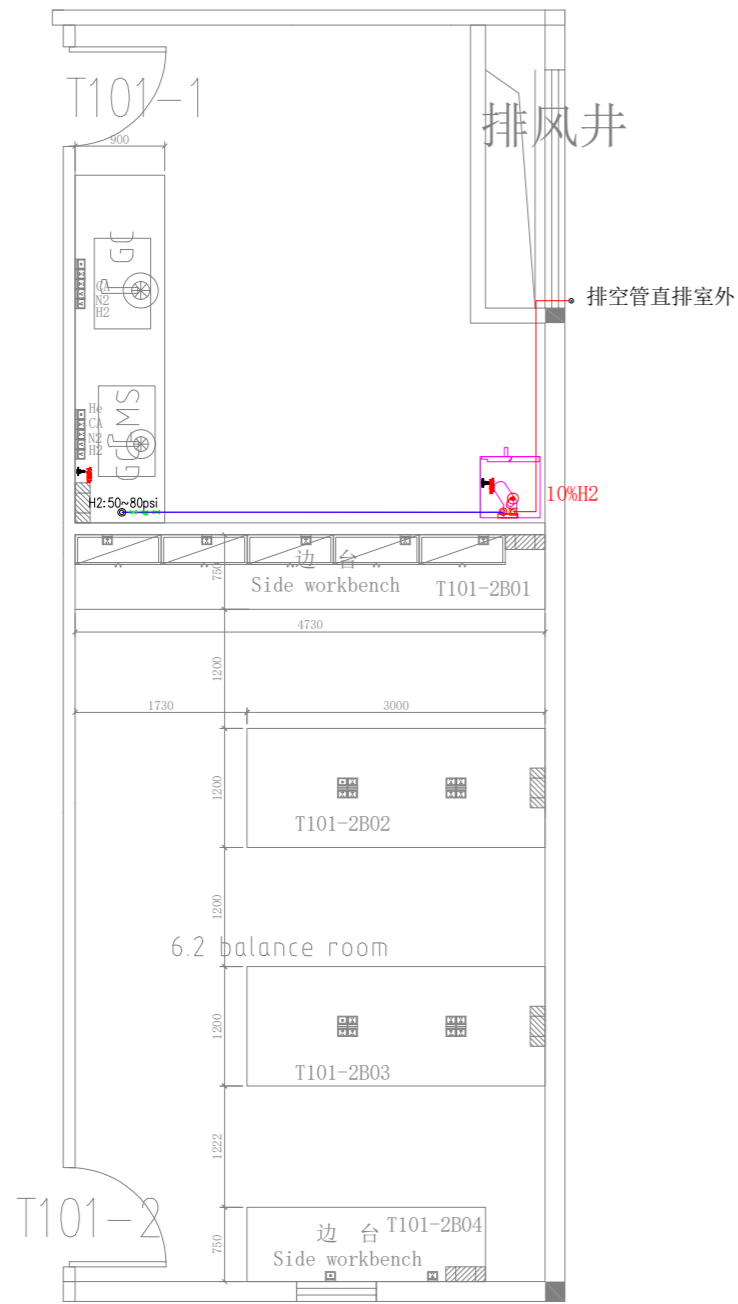 T101-1
排风井
900
GC
CA
N2
H2
排空管直排室外
GC MS
He
CA
N2
H2
H2:50~80psi
10%H2
750
边 台
Side workbench
T101-2B01
4730
1200
1730
3000
1200
T101-2B02
1200
6.2 balance room
1200
T101-2B03
1222
T101-2
750
边 台
T101-2B04
Side workbench